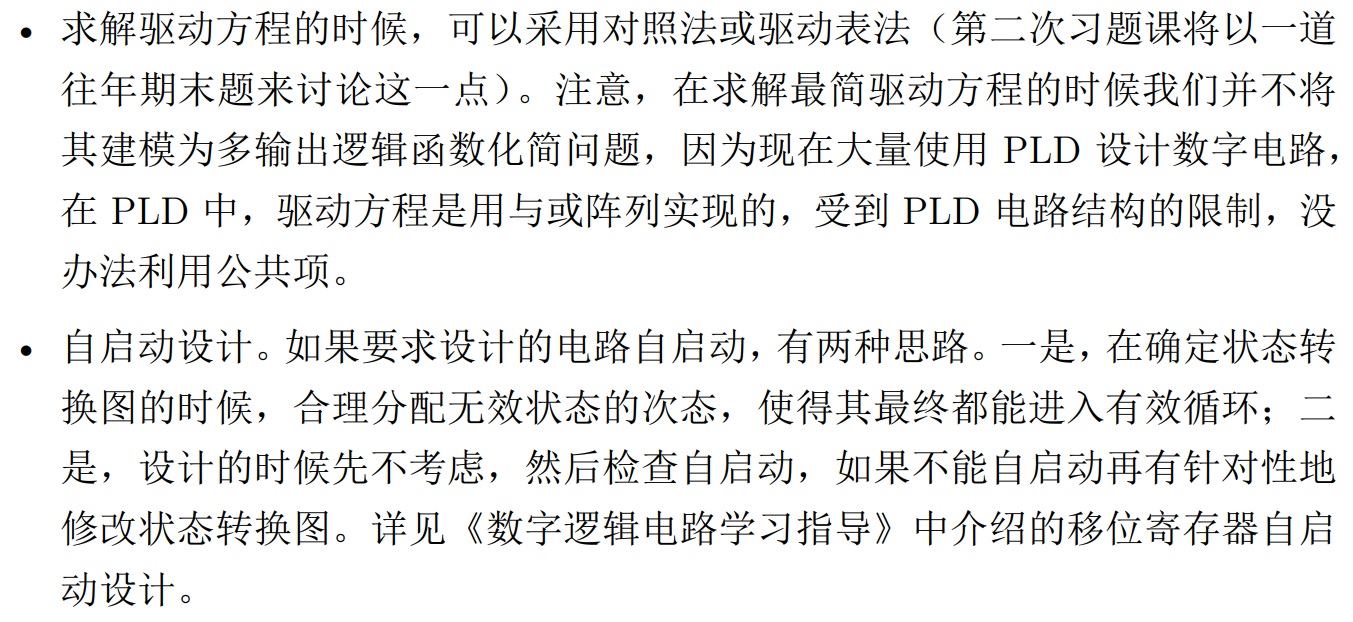 • 求解驱动方程的时候，可以采用对照法或驱动表法（第二次习题课将以一道
往年期末题来讨论这一点）。注意，在求解最简驱动方程的时候我们并不将
其建模为多输出逻辑函数化简问题，因为现在大量使用 PLD 设计数字电路，
在 PLD 中，驱动方程是用与或阵列实现的，受到 PLD 电路结构的限制，没
办法利用公共项。
• 自启动设计。如果要求设计的电路自启动，有两种思路。一是，在确定状态转
换图的时候，合理分配无效状态的次态，使得其最终都能进入有效循环；二
是，设计的时候先不考虑，然后检查自启动，如果不能自启动再有针对性地
修改状态转换图。详见《数字逻辑电路学习指导》中介绍的移位寄存器自启
动设计。